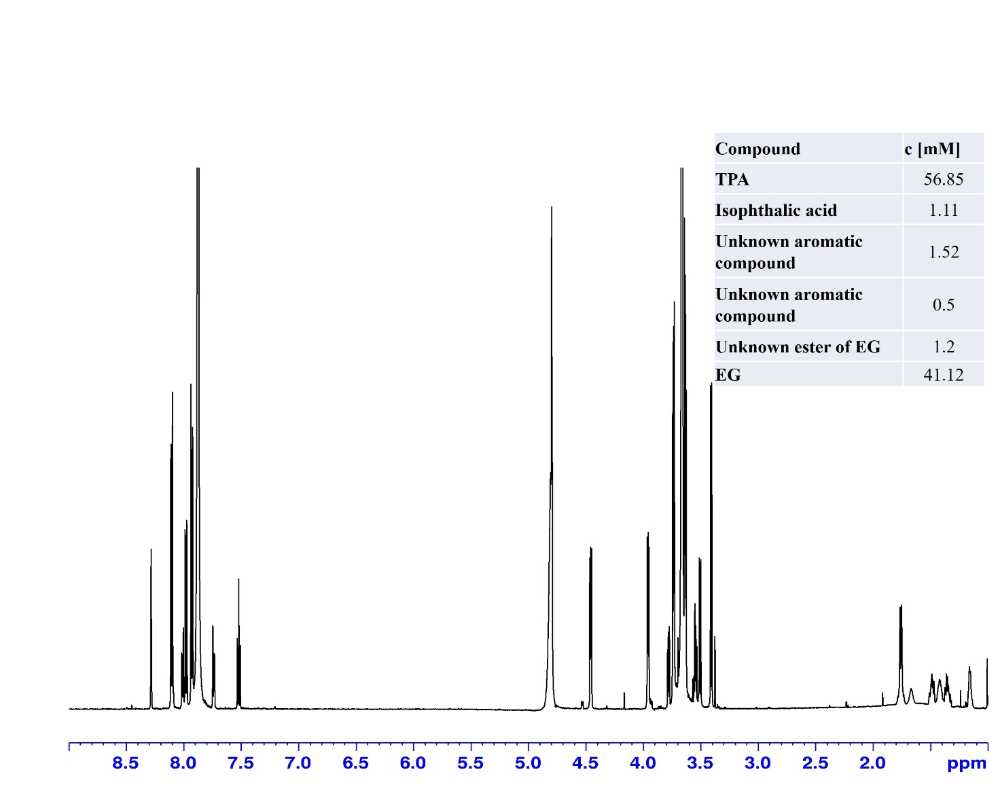 Compound c [mM]
TPA 56.85
Isophthalic acid 1.11
Unknown aromatic
compound 1.52
Unknown aromatic
compound 0.5
Unknown ester of EG 1.2
EG 41.12
8.5 8.0 7.5 7.0 6.5 6.0 5.5 5.0 4.5 4.0 3.5 3.0 2.5 2.0 ppm